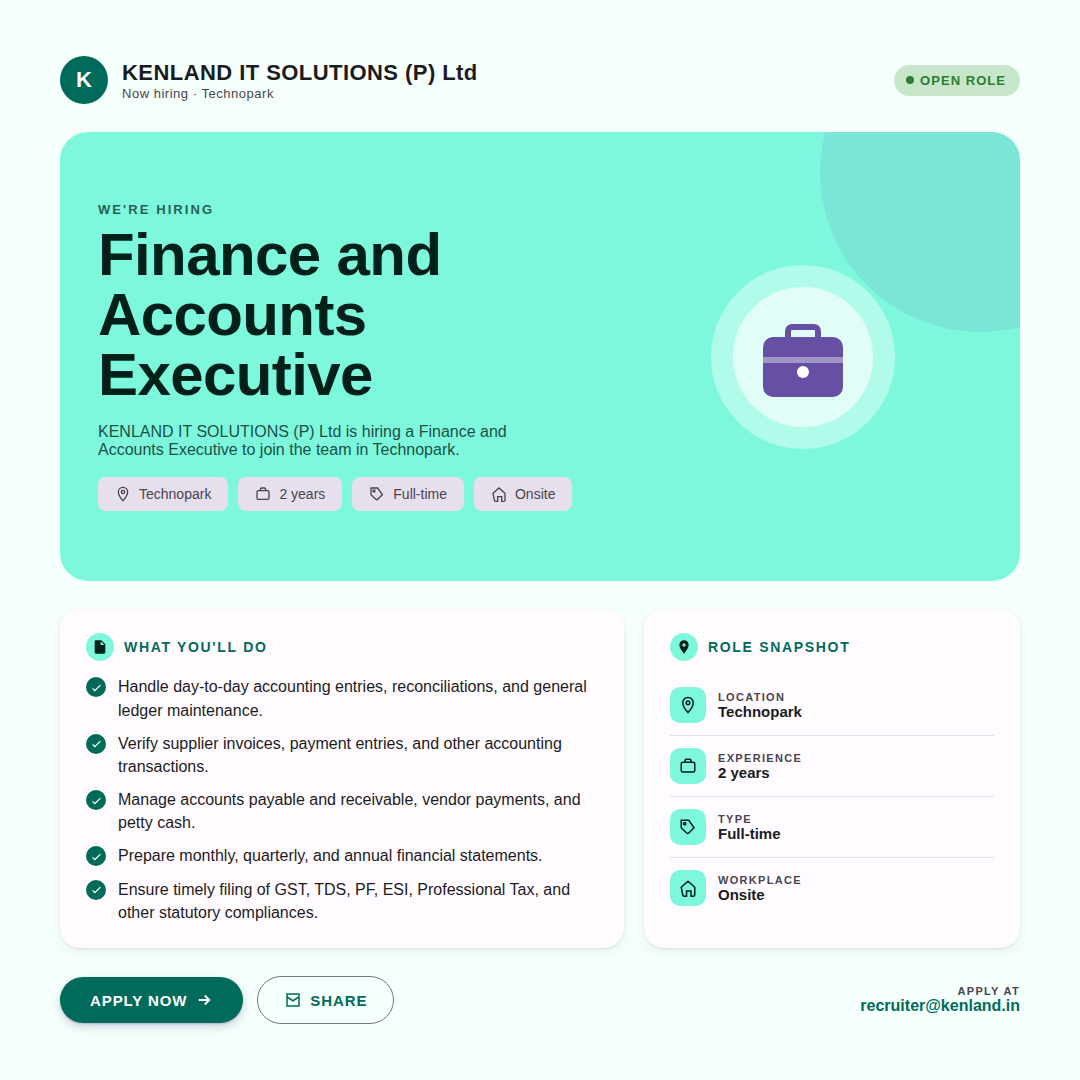 K
KENLAND IT SOLUTIONS (P) Ltd
Now hiring · Technopark
OPEN ROLE
WE'RE HIRING
Finance and
Accounts
Executive
KENLAND IT SOLUTIONS (P) Ltd is hiring a Finance and
Accounts Executive to join the team in Technopark.
Technopark
2 years
Full-time
Onsite
WHAT YOU'LL DO
Handle day-to-day accounting entries, reconciliations, and general
ledger maintenance.
Verify supplier invoices, payment entries, and other accounting
transactions.
Manage accounts payable and receivable, vendor payments, and
petty cash.
Prepare monthly, quarterly, and annual financial statements.
Ensure timely filing of GST, TDS, PF, ESI, Professional Tax, and
other statutory compliances.
ROLE SNAPSHOT
LOCATION
Technopark
EXPERIENCE
2 years
TYPE
Full-time
WORKPLACE
Onsite
APPLY NOW
SHARE
APPLY AT
recruiter@kenland.in